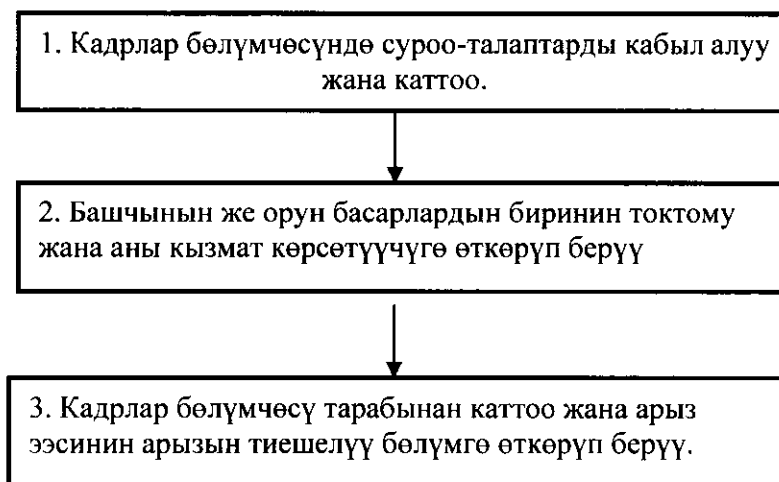 1. Кадрлар бөлүмчөсүндө суроо-талаптарды кабыл алуу
жана каттоо.
2. Башчынын же орун басарлардын биринин токтому
жана аны кызмат көрсөтүүчүгө өткөрүп берүү
3. Кадрлар бөлүмчөсү тарабынан каттоо жана арыз
ээсинин арызын тиешелүү бөлүмгө өткөрүп берүү.